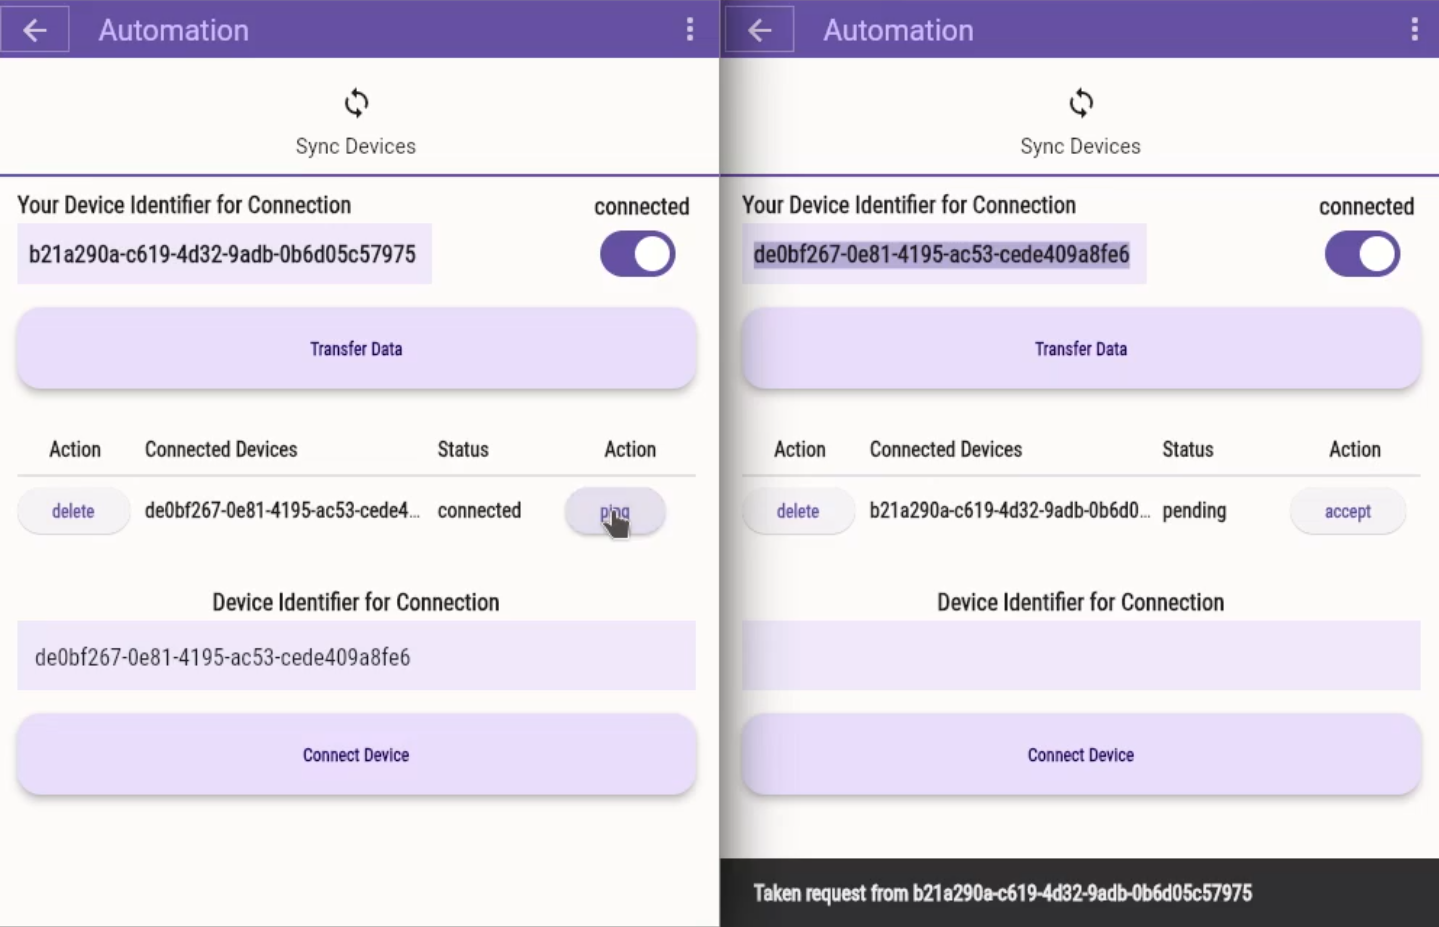 Automation
Sync Devices
Your Device Identifier for Connection
connected
b21a290a-c619-4d32-9adb-0b6d05c57975
Transfer Data
Action Connected Devices Status Action
delete de0bf267-0e81-4195-ac53-cede4... connected ping
Device Identifier for Connection
de0bf267-0e81-4195-ac53-cede409a8fe6
Connect Device
Automation
Sync Devices
Your Device Identifier for Connection
connected
de0bf267-0e81-4195-ac53-cede409a8fe6
Transfer Data
Action Connected Devices Status Action
delete b21a290a-c619-4d32-9adb-0b6d0... pending accept
Device Identifier for Connection
Connect Device
Taken request from b21a290a-c619-4d32-9adb-0b6d05c57975